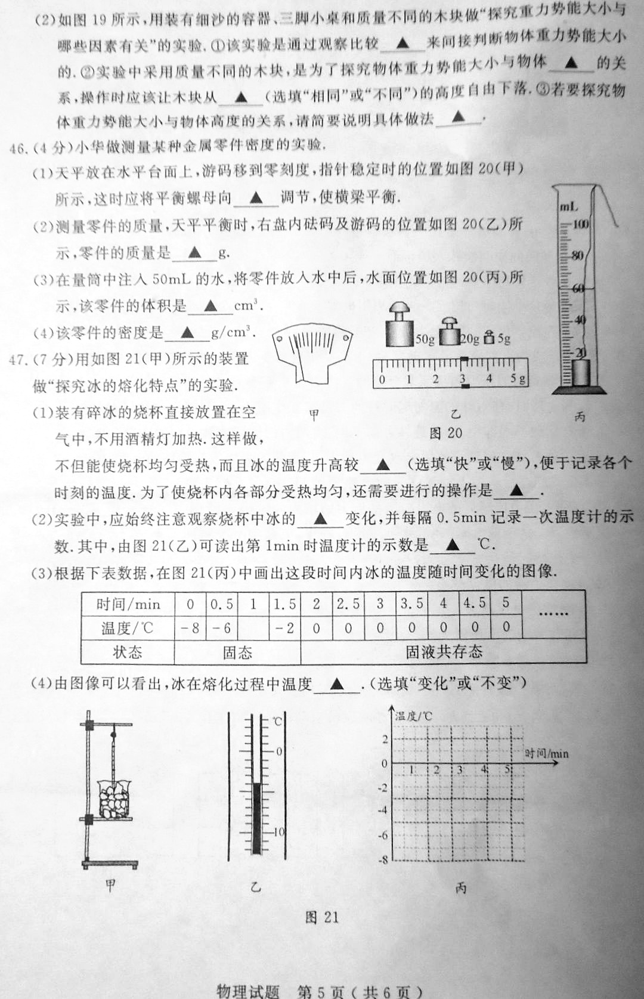 (2)如图 19 所示,用装有细沙的容器、三脚小桌和质量不同的木块做“探究重力势能大小与
哪些因素有关”的实验.①该实验是通过观察比较 ▲ 来间接判断物体重力势能大小
的.②实验中采用质量不同的木块,是为了探究物体重力势能大小与物体 ▲ 的关
系,操作时应该让木块从 ▲ (选填“相同”或“不同”)的高度自由下落.③若要探究物
体重力势能大小与物体高度的关系,请简要说明具体做法 ▲ .
46.(4 分)小华做测量某种金属零件密度的实验.
(1)天平放在水平台面上,游码移到零刻度,指针稳定时的位置如图 20(甲)
所示,这时应将平衡螺母向 ▲ 调节,使横梁平衡.
(2)测量零件的质量,天平平衡时,右盘内砝码及游码的位置如图 20(乙)所
示,零件的质量是 ▲ g.
(3)在量筒中注入 50mL 的水,将零件放入水中后,水面位置如图 20(丙)所
示,该零件的体积是 ▲ cm³.
(4)该零件的密度是 ▲ g/cm³.
mL
100
80
60
40
20
50g 20g 5g
0 1 2 3 4 5 g
甲 乙 丙
图 20
47.(7 分)用如图 21(甲)所示的装置
做“探究冰的熔化特点”的实验.
(1)装有碎冰的烧杯直接放置在空
气中,不用酒精灯加热.这样做,
不但能使烧杯均匀受热,而且冰的温度升高较 ▲ (选填“快”或“慢”),便于记录各个
时刻的温度.为了使烧杯内各部分受热均匀,还需要进行的操作是 ▲ .
(2)实验中,应始终注意观察烧杯中冰的 ▲ 变化,并每隔 0.5min 记录一次温度计的示
数.其中,由图 21(乙)可读出第 1min 时温度计的示数是 ▲ ℃.
(3)根据下表数据,在图 21(丙)中画出这段时间内冰的温度随时间变化的图像.
时间/min 0 0.5 1 1.5 2 2.5 3 3.5 4 4.5 5 ……
温度/℃ -8 -6 -2 0 0 0 0 0 0 0
状态 固态 固液共存态
(4)由图像可以看出,冰在熔化过程中温度 ▲ .(选填“变化”或“不变”)
℃
0
10
温度/℃
2
0
-2
-4
-6
-8
1 2 3 4 5
时间/min
甲 乙 丙
图 21
物理试题 第 5 页 ( 共 6 页 )